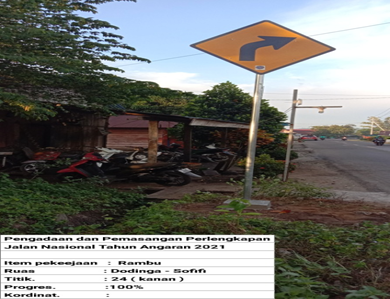 Pengadaan dan Pemasangan Perlengkapan
Jalan Nasional Tahun Angaran 2021
Item pekeejaan : Rambu
Ruas : Dodinga - Sofifi
Titik. : 24 ( kanan )
Progres. :100%
Kordinat. :